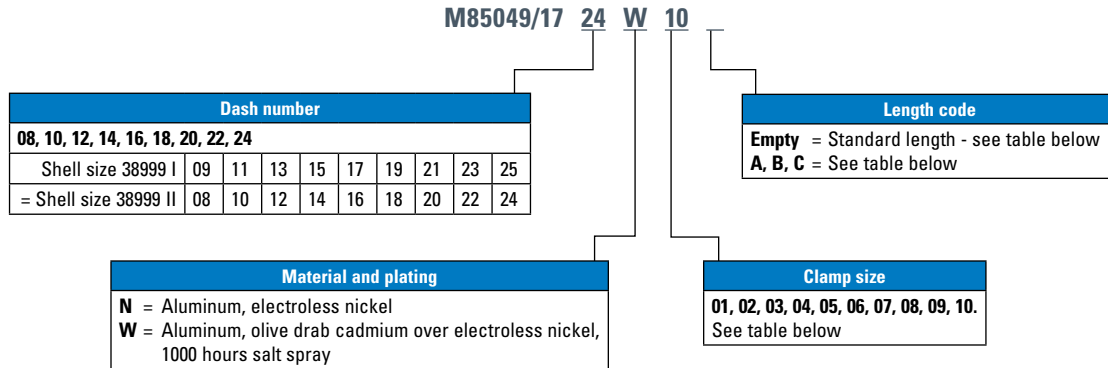 M85049/17 24 W 10 _
Dash number
08, 10, 12, 14, 16, 18, 20, 22, 24
Shell size 38999 I 09 11 13 15 17 19 21 23 25
= Shell size 38999 II 08 10 12 14 16 18 20 22 24
Length code
Empty = Standard length - see table below
A, B, C = See table below
Material and plating
N = Aluminum, electroless nickel
W = Aluminum, olive drab cadmium over electroless nickel,
1000 hours salt spray
Clamp size
01, 02, 03, 04, 05, 06, 07, 08, 09, 10.
See table below